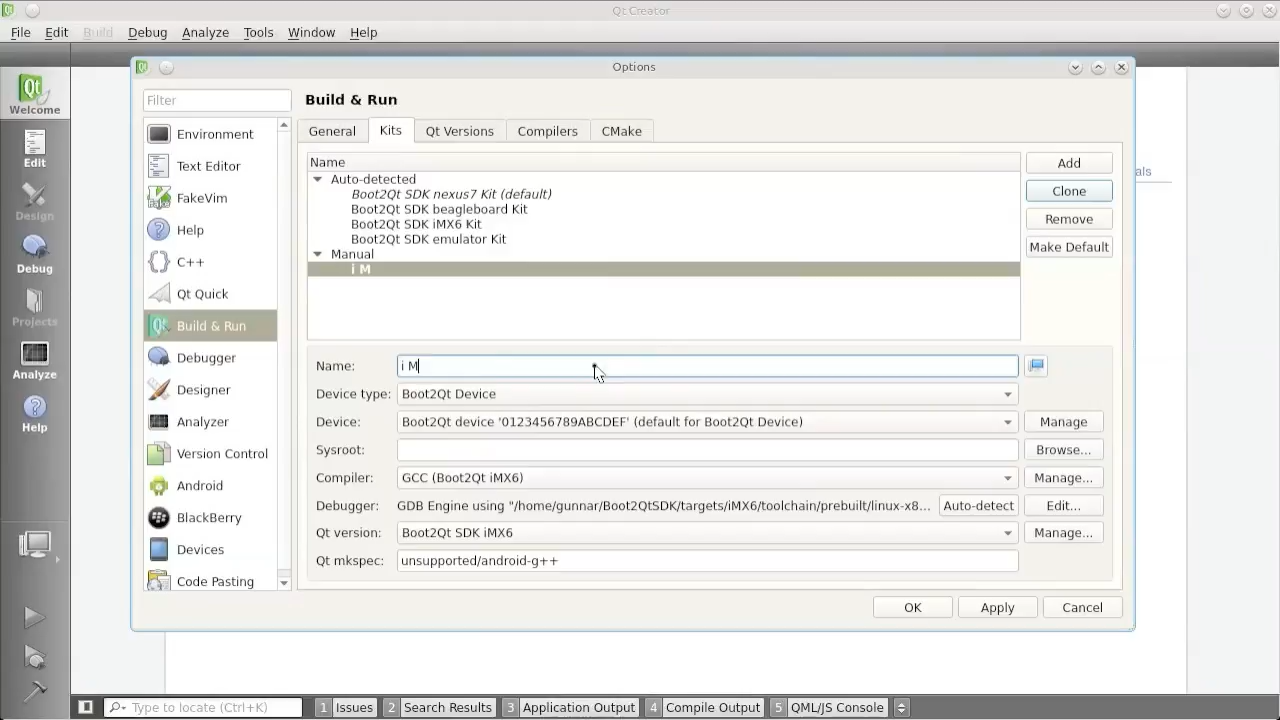 Qt Creator
File Edit Build Debug Analyze Tools Window Help
Options
Welcome
Edit
Design
Debug
Projects
Analyze
Help
Filter
Environment
Text Editor
FakeVim
Help
C++
Qt Quick
Build & Run
Debugger
Designer
Analyzer
Version Control
Android
BlackBerry
Devices
Code Pasting
Build & Run
General Kits Qt Versions Compilers CMake
Name
Auto-detected
Boot2Qt SDK nexus7 Kit (default)
Boot2Qt SDK beagleboard Kit
Boot2Qt SDK iMX6 Kit
Boot2Qt SDK emulator Kit
Manual
i M
Add
Clone
Remove
Make Default
als
Name: i M
Device type: Boot2Qt Device
Device: Boot2Qt device '0123456789ABCDEF' (default for Boot2Qt Device) Manage
Sysroot: Browse...
Compiler: GCC (Boot2Qt iMX6) Manage...
Debugger: GDB Engine using "/home/gunnar/Boot2QtSDK/targets/iMX6/toolchain/prebuilt/linux-x8... Auto-detect Edit...
Qt version: Boot2Qt SDK iMX6 Manage...
Qt mkspec: unsupported/android-g++
OK Apply Cancel
Type to locate (Ctrl+K) 1 Issues 2 Search Results 3 Application Output 4 Compile Output 5 QML/JS Console